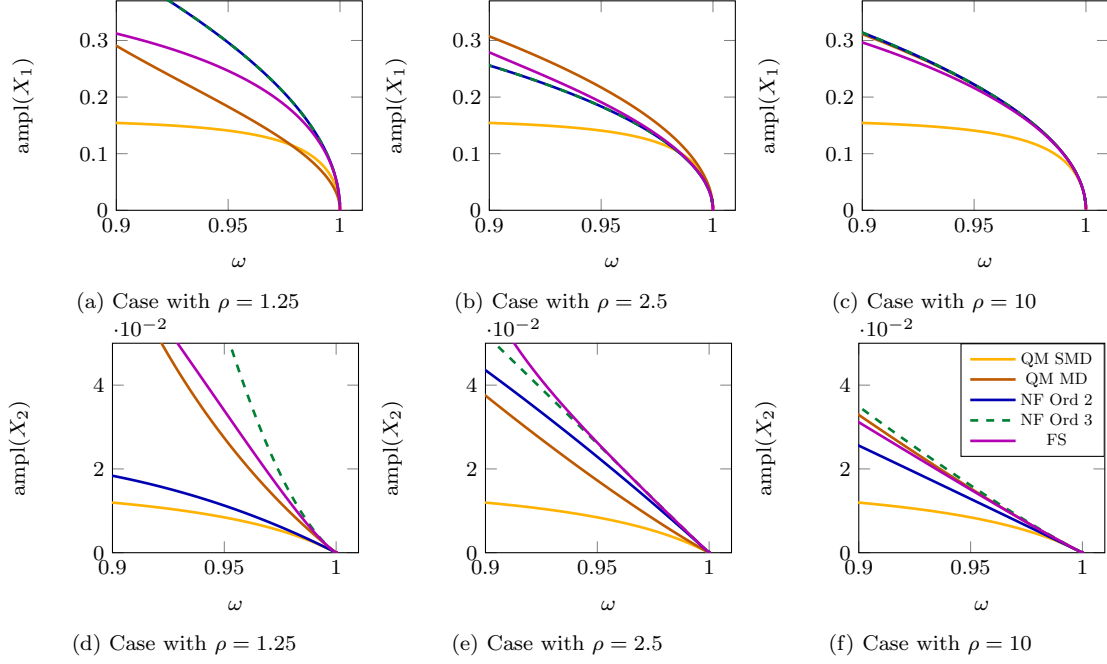 0.3
0.2
0.1
0
0.9
0.95
1
ampl(X₁)
ω
(a) Case with ρ = 1.25
0.3
0.2
0.1
0
0.9
0.95
1
ampl(X₁)
ω
(b) Case with ρ = 2.5
0.3
0.2
0.1
0
0.9
0.95
1
ampl(X₁)
ω
(c) Case with ρ = 10
·10⁻²
4
2
0
0.9
0.95
1
ampl(X₂)
ω
(d) Case with ρ = 1.25
·10⁻²
4
2
0
0.9
0.95
1
ampl(X₂)
ω
(e) Case with ρ = 2.5
·10⁻²
4
2
0
0.9
0.95
1
ampl(X₂)
ω
QM SMD
QM MD
NF Ord 2
NF Ord 3
FS
(f) Case with ρ = 10